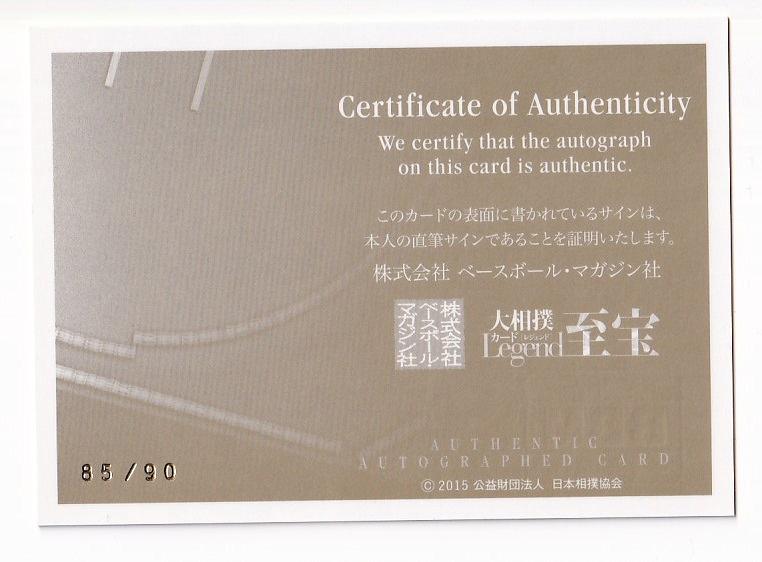 Certificate of Authenticity
We certify that the autograph
on this card is authentic.
このカードの表面に書かれているサインは、
本人の直筆サインであることを証明いたします。
株式会社 ベースボール・マガジン社
株式会社
ベースボール・
マガジン社
大相撲
カード レジェンド
Legend
至宝
AUTHENTIC
AUTOGRAPHED CARD
85/90
© 2015 公益財団法人 日本相撲協会